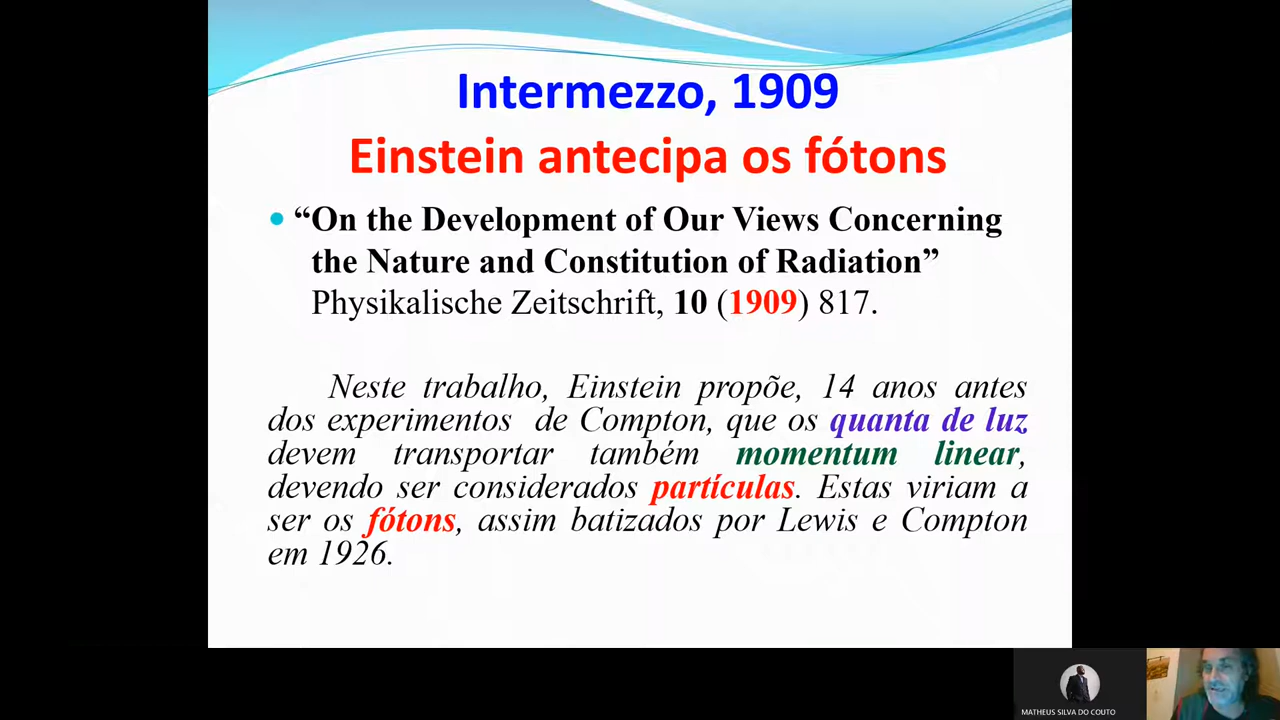 Intermezzo, 1909
Einstein antecipa os fótons
• “On the Development of Our Views Concerning
the Nature and Constitution of Radiation”
Physikalische Zeitschrift, 10 (1909) 817.
Neste trabalho, Einstein propõe, 14 anos antes
dos experimentos de Compton, que os quanta de luz
devem transportar também momentum linear,
devendo ser considerados partículas. Estas viriam a
ser os fótons, assim batizados por Lewis e Compton
em 1926.
MATHEUS SILVA DO COUTO